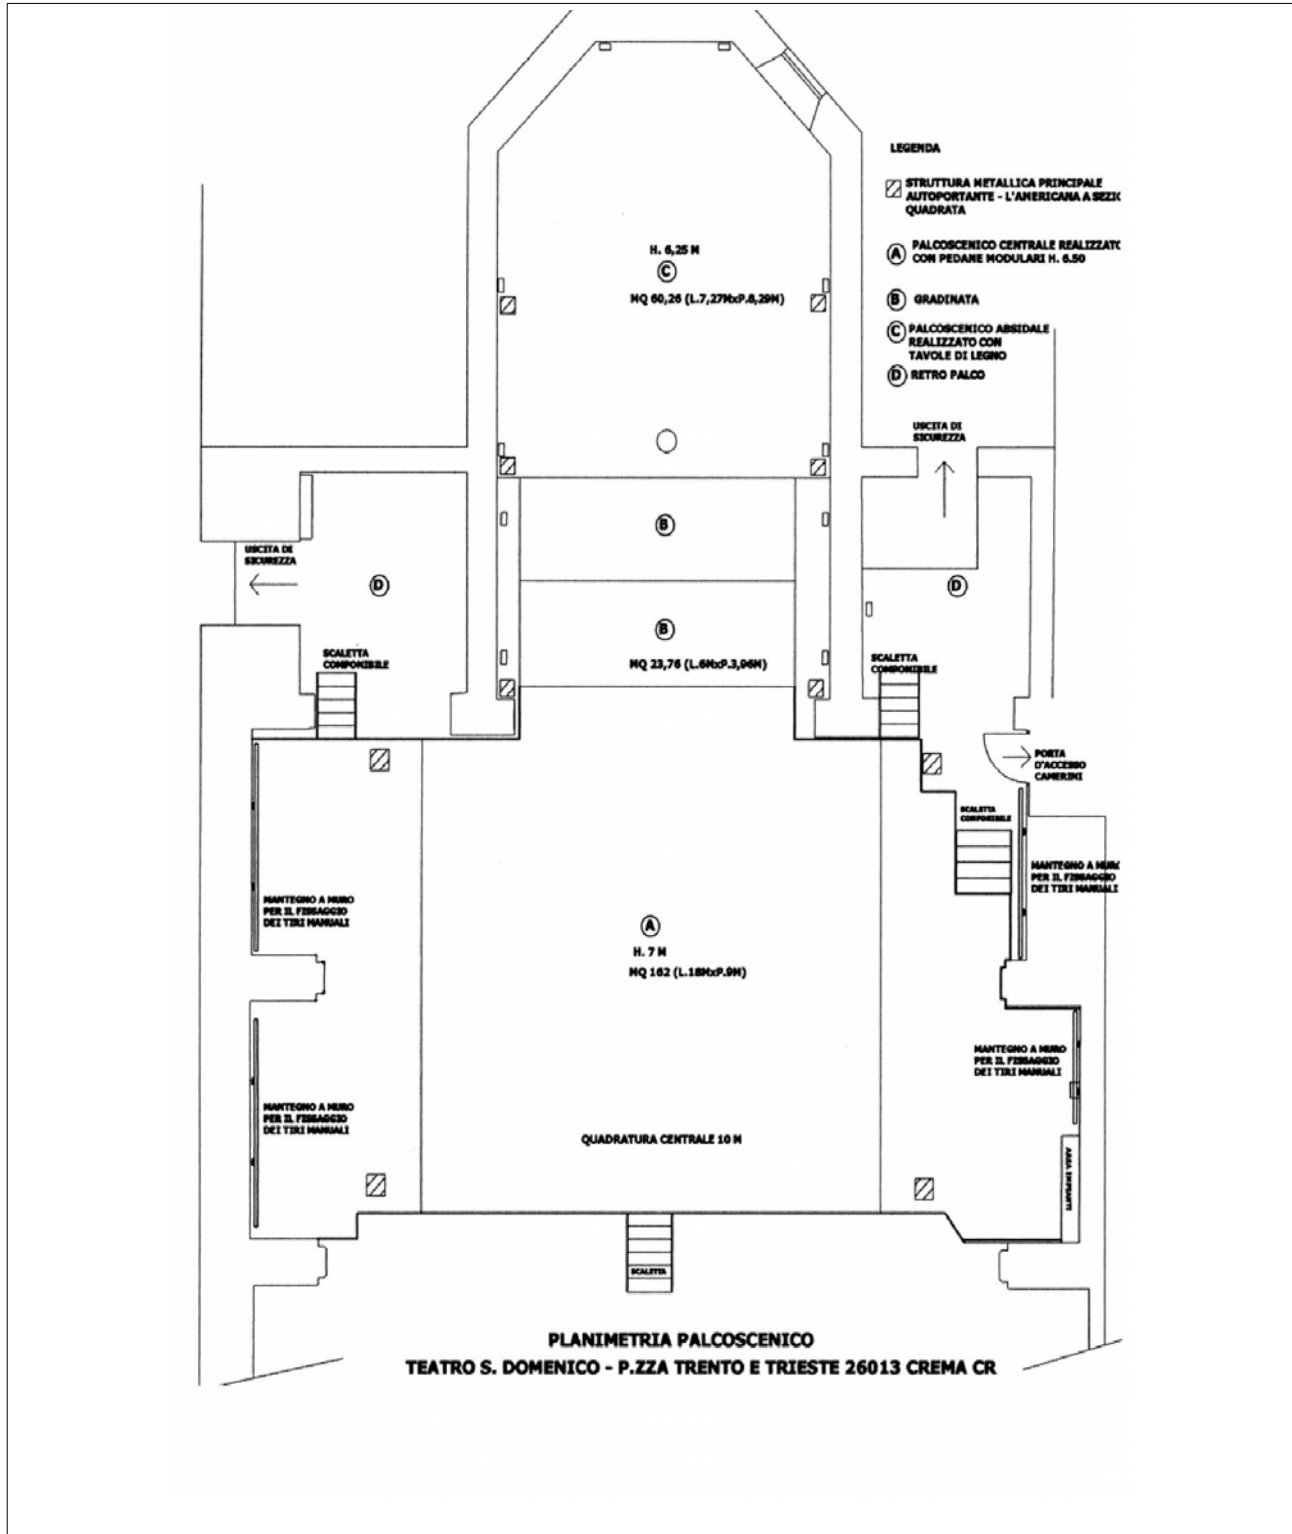 LEGENDA
STRUTTURA METALLICA PRINCIPALE
AUTOPORTANTE - L'AMERICANA A SEZIO
QUADRATA
A
PALCOSCENICO CENTRALE REALIZZATO
CON PEDANE MODULARI H. 6.50
B
GRADINATA
C
PALCOSCENICO ABSIDALE
REALIZZATO CON
TAVOLE DI LEGNO
D
RETRO PALCO
H. 6,25 M
C
MQ 60,26 (L.7,27MxP.8,29M)
USCITA DI
SICUREZZA
B
USCITA DI
SICUREZZA
D
D
B
MQ 23,76 (L.6MxP.3,96M)
SCALETTA
COMPONIBILE
SCALETTA
COMPONIBILE
PORTA
D'ACCESSO
CAMERINI
SCALETTA
COMPONIBILE
MANTEGNO A MURO
PER IL FISSAGGIO
DEI TIRI MANUALI
MANTEGNO A MURO
PER IL FISSAGGIO
DEI TIRI MANUALI
A
H. 7 M
MQ 162 (L.18MxP.9M)
MANTEGNO A MURO
PER IL FISSAGGIO
DEI TIRI MANUALI
MANTEGNO A MURO
PER IL FISSAGGIO
DEI TIRI MANUALI
QUADRATURA CENTRALE 10 M
AREA IMPIANTI
SCALETTA
PLANIMETRIA PALCOSCENICO
TEATRO S. DOMENICO - P.ZZA TRENTO E TRIESTE 26013 CREMA CR